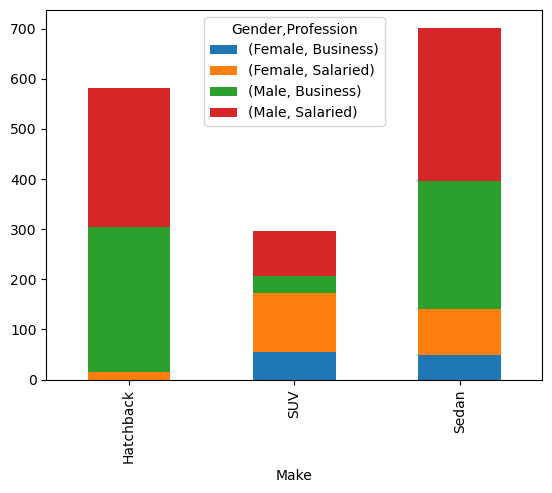 Gender,Profession
(Female, Business)
(Female, Salaried)
(Male, Business)
(Male, Salaried)
700
600
500
400
300
200
100
0
Hatchback
SUV
Sedan
Make